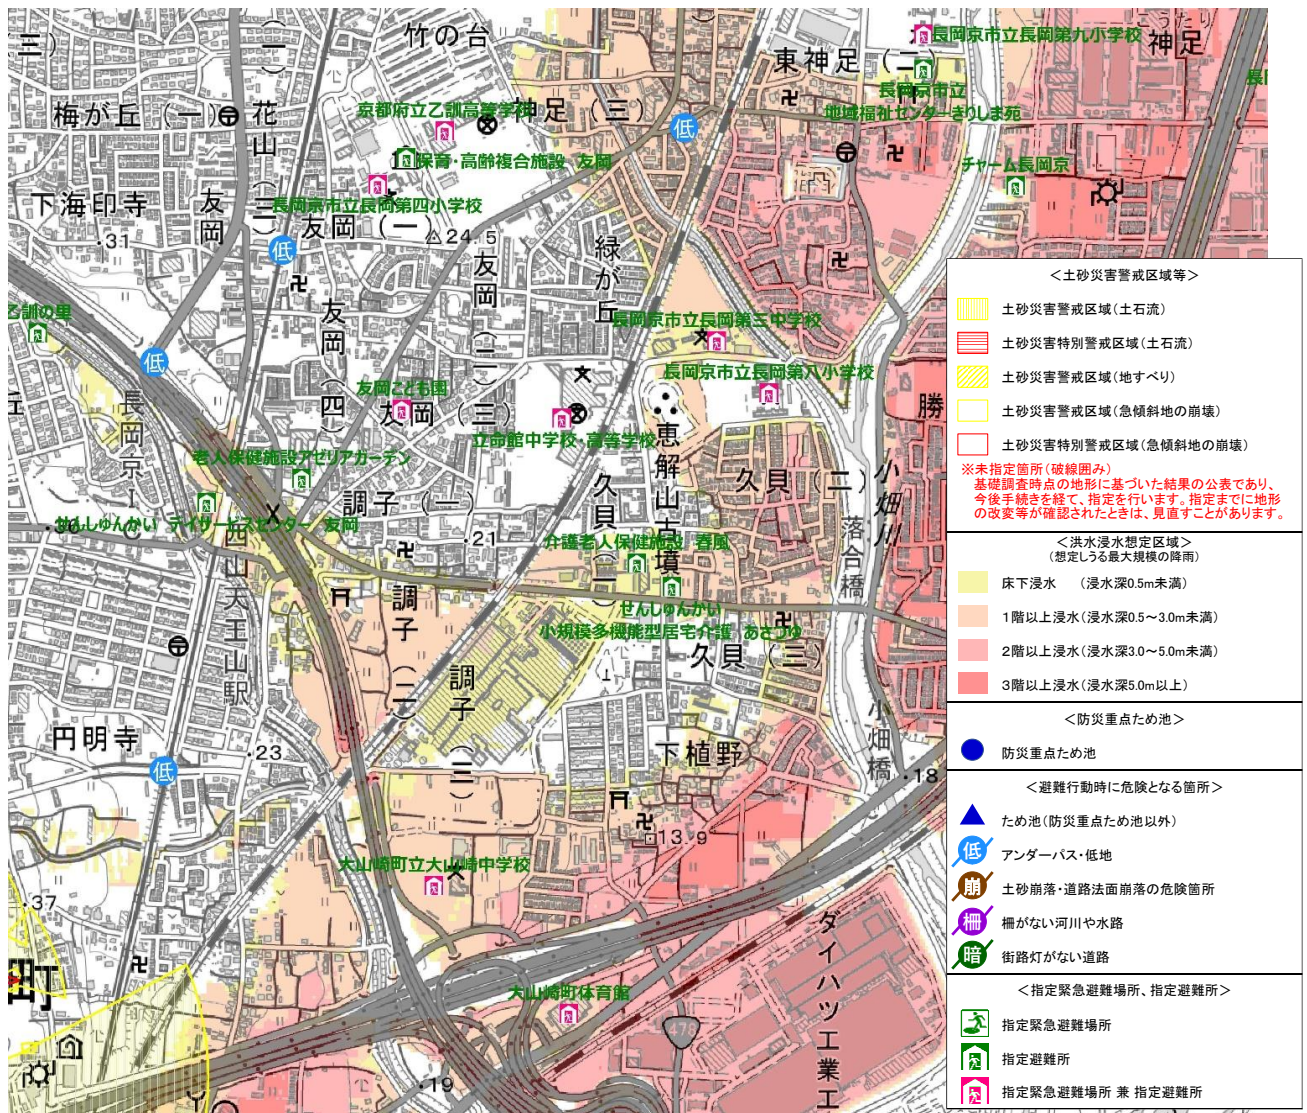 三）
竹の台
（一）
花山（三）
梅が丘（一）
下海印寺
友岡
・31
京都府立乙訓高等学校
神足（三）
保育・高齢複合施設　友岡
長岡京市立長岡第四小学校
友岡（一
24.5
東神足（二
長岡京市立長岡第九小学校
こうたり
神足
長岡京市立
地域福祉センターきりしま苑
チャーム長岡京
低
低
低
低
緑が丘
友岡（二）
友岡（四）
乙訓の里
長岡京市立長岡第三中学校
長岡京市立長岡第八小学校
友岡こども園
友岡（三）
立命館中学校・高等学校
恵解山古墳
久貝（二）
久貝（一）
小畑川
落合橋
勝
丘
長岡京IC
老人保健施設アゼリアガーデン
せんしゅんかい　デイサービスセンター　友岡
調子（一）
・21
介護老人保健施設　春風
せんしゅんかい
小規模多機能型居宅介護　あさつゆ
久貝（三）
西山天王山駅
調子（二）
調子（三）
円明寺
・23
下植野
小畑橋
・18
13.9
大山崎町立大山崎中学校
・37
町
大山崎町体育館
478
・19
ダイハツ工業
＜土砂災害警戒区域等＞
土砂災害警戒区域（土石流）
土砂災害特別警戒区域（土石流）
土砂災害警戒区域（地すべり）
土砂災害警戒区域（急傾斜地の崩壊）
土砂災害特別警戒区域（急傾斜地の崩壊）
※未指定箇所（破線囲み）
基礎調査時点の地形に基づいた結果の公表であり、
今後手続きを経て、指定を行います。指定までに地形
の改変等が確認されたときは、見直すことがあります。
＜洪水浸水想定区域＞
（想定しうる最大規模の降雨）
床下浸水　（浸水深0.5m未満）
1階以上浸水（浸水深0.5～3.0m未満）
2階以上浸水（浸水深3.0～5.0m未満）
3階以上浸水（浸水深5.0m以上）
＜防災重点ため池＞
防災重点ため池
＜避難行動時に危険となる箇所＞
ため池（防災重点ため池以外）
低 アンダーパス・低地
崩 土砂崩落・道路法面崩落の危険箇所
柵 柵がない河川や水路
暗 街路灯がない道路
＜指定緊急避難場所、指定避難所＞
指定緊急避難場所
指定避難所
指定緊急避難場所 兼 指定避難所